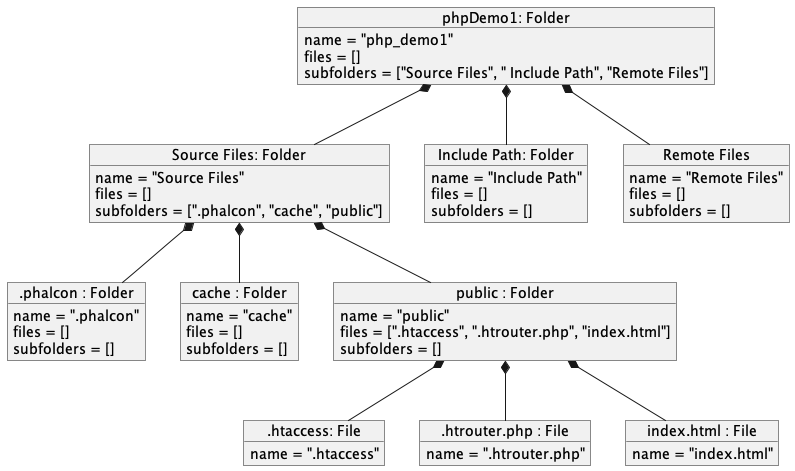 phpDemo1: Folder
name = "php_demo1"
files = []
subfolders = ["Source Files", " Include Path", "Remote Files"]
Source Files: Folder
name = "Source Files"
files = []
subfolders = [".phalcon", "cache", "public"]
Include Path: Folder
name = "Include Path"
files = []
subfolders = []
Remote Files
name = "Remote Files"
files = []
subfolders = []
.phalcon : Folder
name = ".phalcon"
files = []
subfolders = []
cache : Folder
name = "cache"
files = []
subfolders = []
public : Folder
name = "public"
files = [".htaccess", ".htrouter.php", "index.html"]
subfolders = []
.htaccess: File
name = ".htaccess"
.htrouter.php : File
name = ".htrouter.php"
index.html : File
name = "index.html"